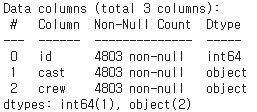 Data columns (total 3 columns):
 #   Column  Non-Null Count  Dtype
---  ------  --------------  -----
 0   id      4803 non-null   int64
 1   cast    4803 non-null   object
 2   crew    4803 non-null   object
dtypes: int64(1), object(2)